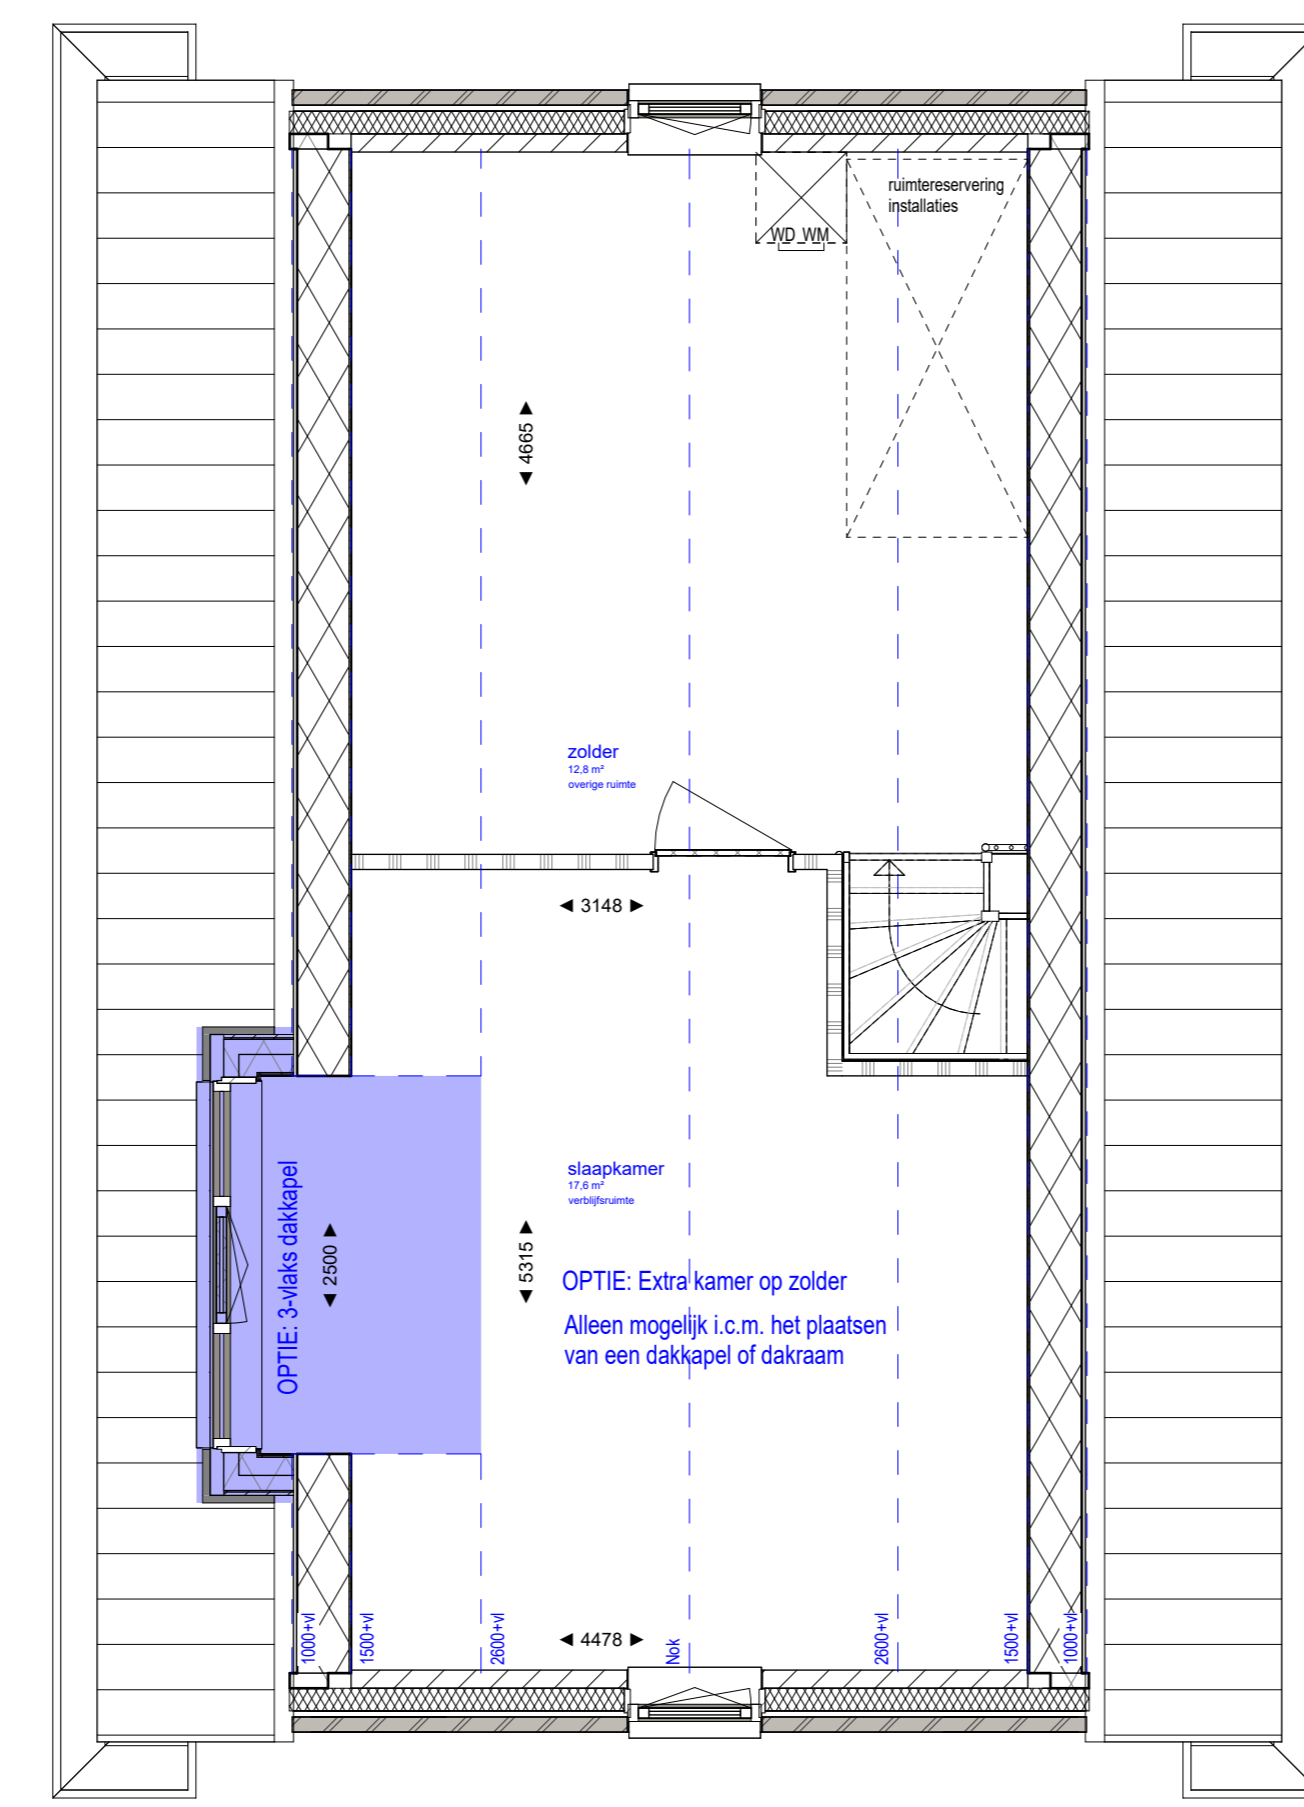 ruimtereservering
installaties
WD WM
◄ 4665 ►
zolder
12,8 m²
overige ruimte
◄ 3148 ►
slaapkamer
17,6 m²
verblijfsruimte
OPTIE: 3-vlaks dakkapel
◄ 2500 ►
◄ 5315 ►
OPTIE: Extra kamer op zolder
Alleen mogelijk i.c.m. het plaatsen
van een dakkapel of dakraam
1000+vl
1500+vl
2600+vl
◄ 4478 ►
Nok
2600+vl
1500+vl
1000+vl